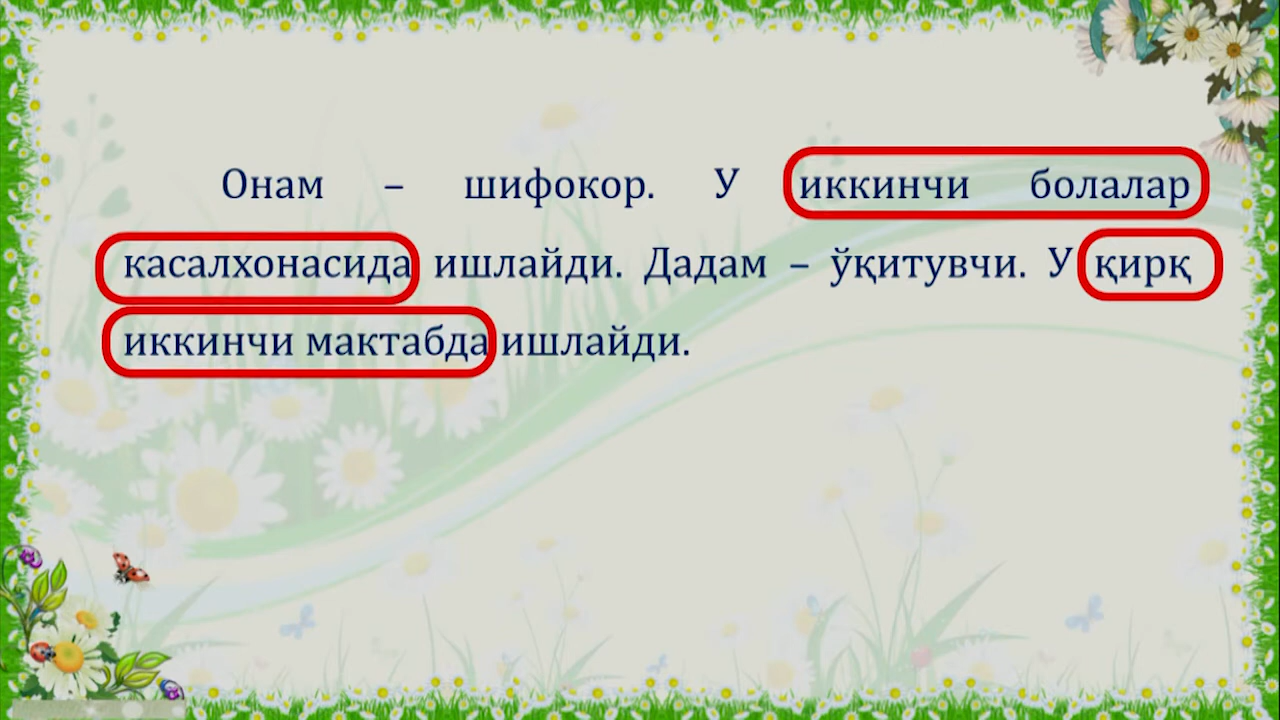 Онам – шифокор. У иккинчи болалар
касалхонасида ишлайди. Дадам – ўқитувчи. У қирқ
иккинчи мактабда ишлайди.